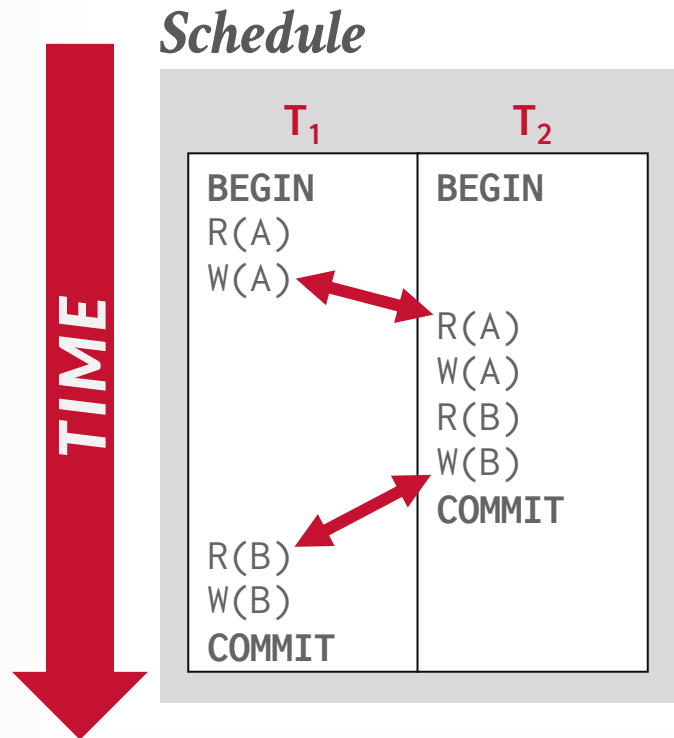 Schedule
TIME
T₁ T₂
BEGIN BEGIN
R(A)
W(A)
R(A)
W(A)
R(B)
W(B)
COMMIT
R(B)
W(B)
COMMIT